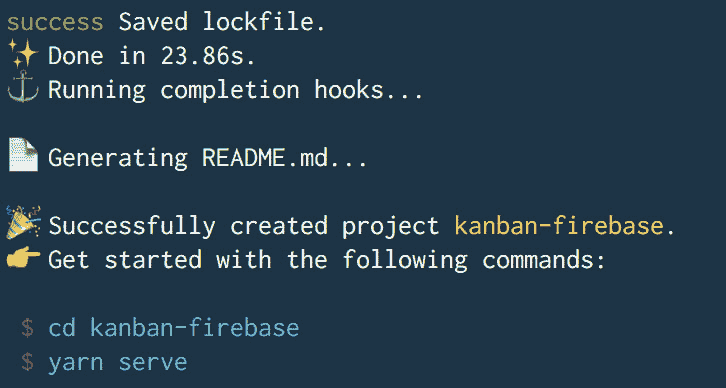 success Saved lockfile.
✨ Done in 23.86s.
⚓ Running completion hooks...
📄 Generating README.md...
🎉 Successfully created project kanban-firebase.
👉 Get started with the following commands:
$ cd kanban-firebase
$ yarn serve